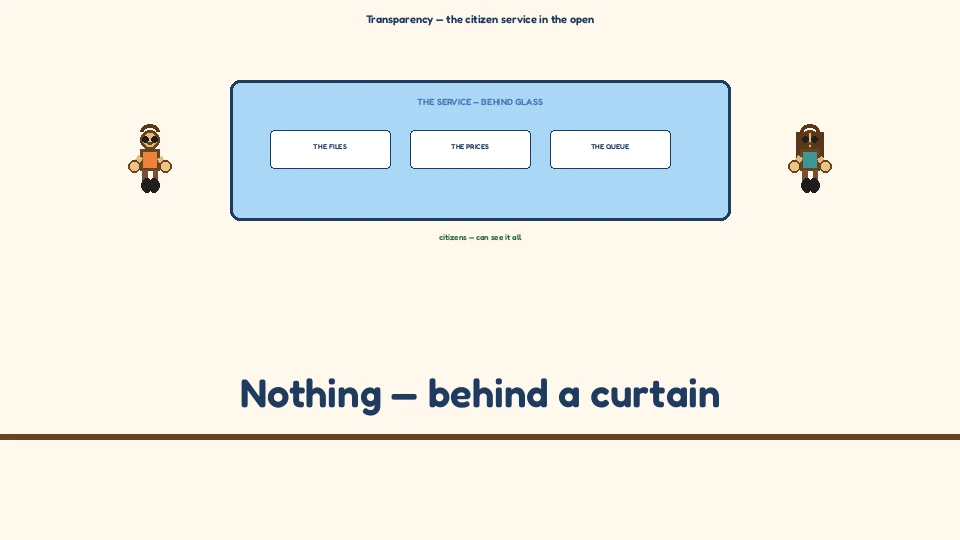 Transparency — the citizen service in the open
THE SERVICE — BEHIND GLASS
THE FILES
THE PRICES
THE QUEUE
citizens — can see it all
Nothing — behind a curtain